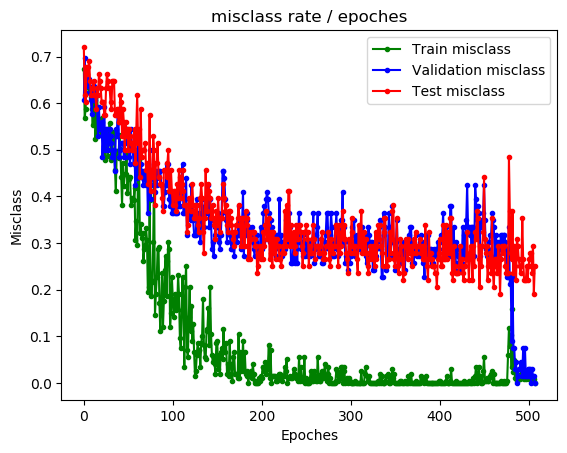 misclass rate / epoches
Train misclass
Validation misclass
Test misclass
Misclass
0.7
0.6
0.5
0.4
0.3
0.2
0.1
0.0
0 100 200 300 400 500
Epoches